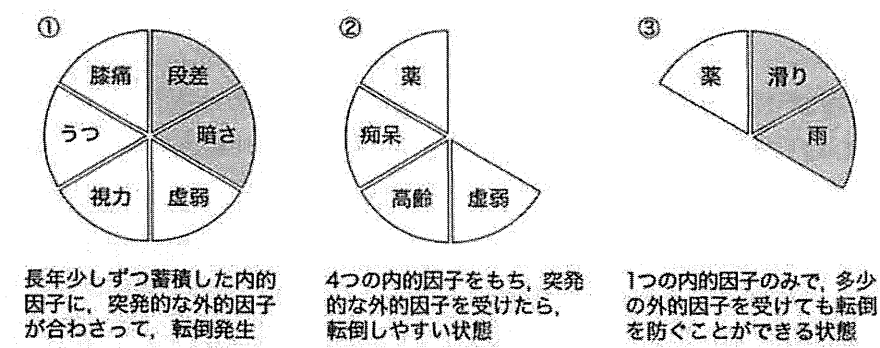 ①
膝痛
段差
うつ
暗さ
視力
虚弱
長年少しずつ蓄積した内的
因子に，突発的な外的因子
が合わさって，転倒発生
②
薬
痴呆
高齢
虚弱
4つの内的因子をもち，突発
的な外的因子を受けたら，
転倒しやすい状態
③
薬
滑り
雨
1つの内的因子のみで，多少
の外的因子を受けても転倒
を防ぐことができる状態